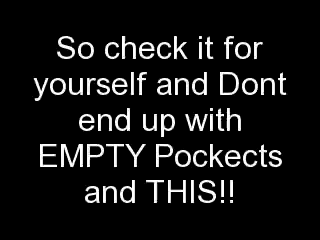 So check it for
yourself and Dont
end up with
EMPTY Pockects
and THIS!!